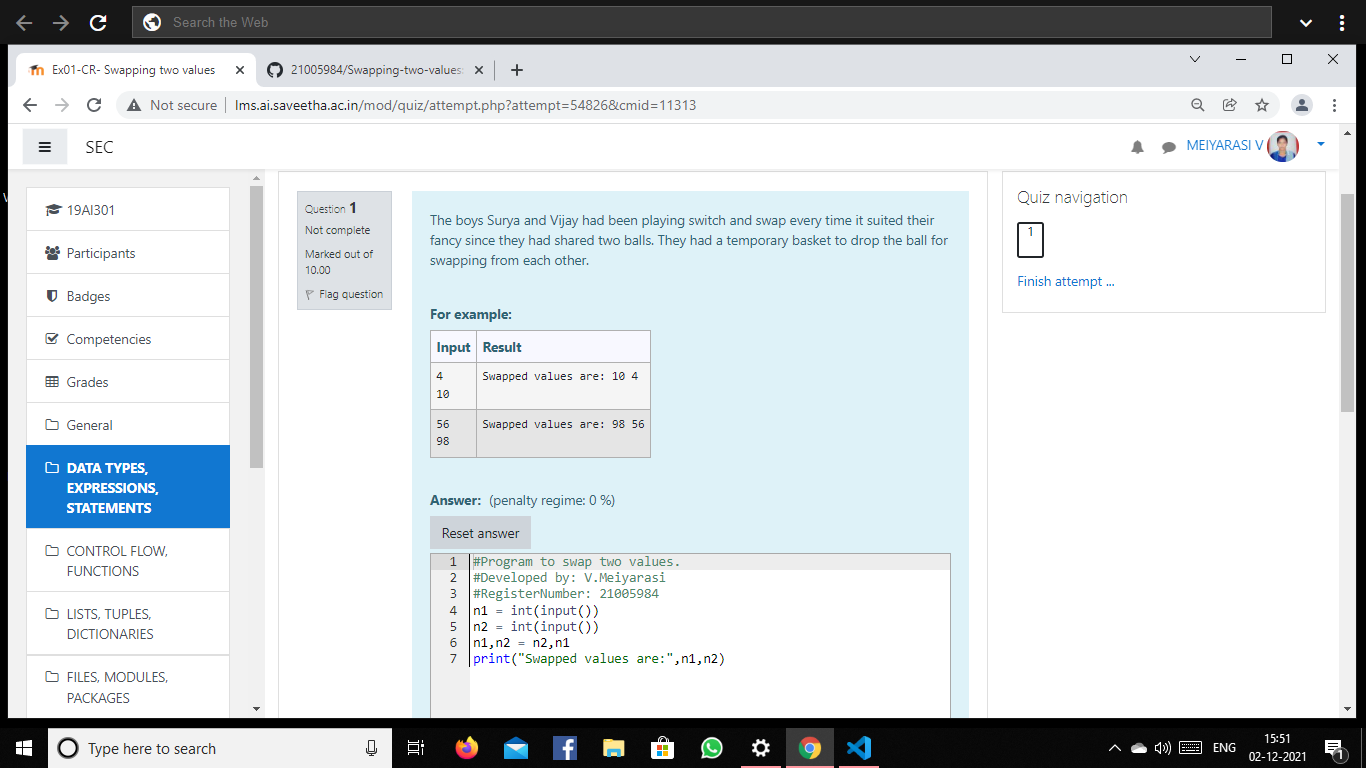 Search the Web
Ex01-CR- Swapping two values
21005984/Swapping-two-values:
Not secure
lms.ai.saveetha.ac.in/mod/quiz/attempt.php?attempt=54826&cmid=11313
SEC
MEIYARASI V
19AI301
Participants
Badges
Competencies
Grades
General
DATA TYPES,
EXPRESSIONS,
STATEMENTS
CONTROL FLOW,
FUNCTIONS
LISTS, TUPLES,
DICTIONARIES
FILES, MODULES,
PACKAGES
Question 1
Not complete
Marked out of
10.00
Flag question
The boys Surya and Vijay had been playing switch and swap every time it suited their
fancy since they had shared two balls. They had a temporary basket to drop the ball for
swapping from each other.
For example:
Input Result
4 Swapped values are: 10 4
10
56 Swapped values are: 98 56
98
Answer: (penalty regime: 0 %)
Reset answer
1 #Program to swap two values.
2 #Developed by: V.Meiyarasi
3 #RegisterNumber: 21005984
4 n1 = int(input())
5 n2 = int(input())
6 n1,n2 = n2,n1
7 print("Swapped values are:",n1,n2)
Quiz navigation
1
Finish attempt ...
Type here to search
ENG
15:51
02-12-2021
1